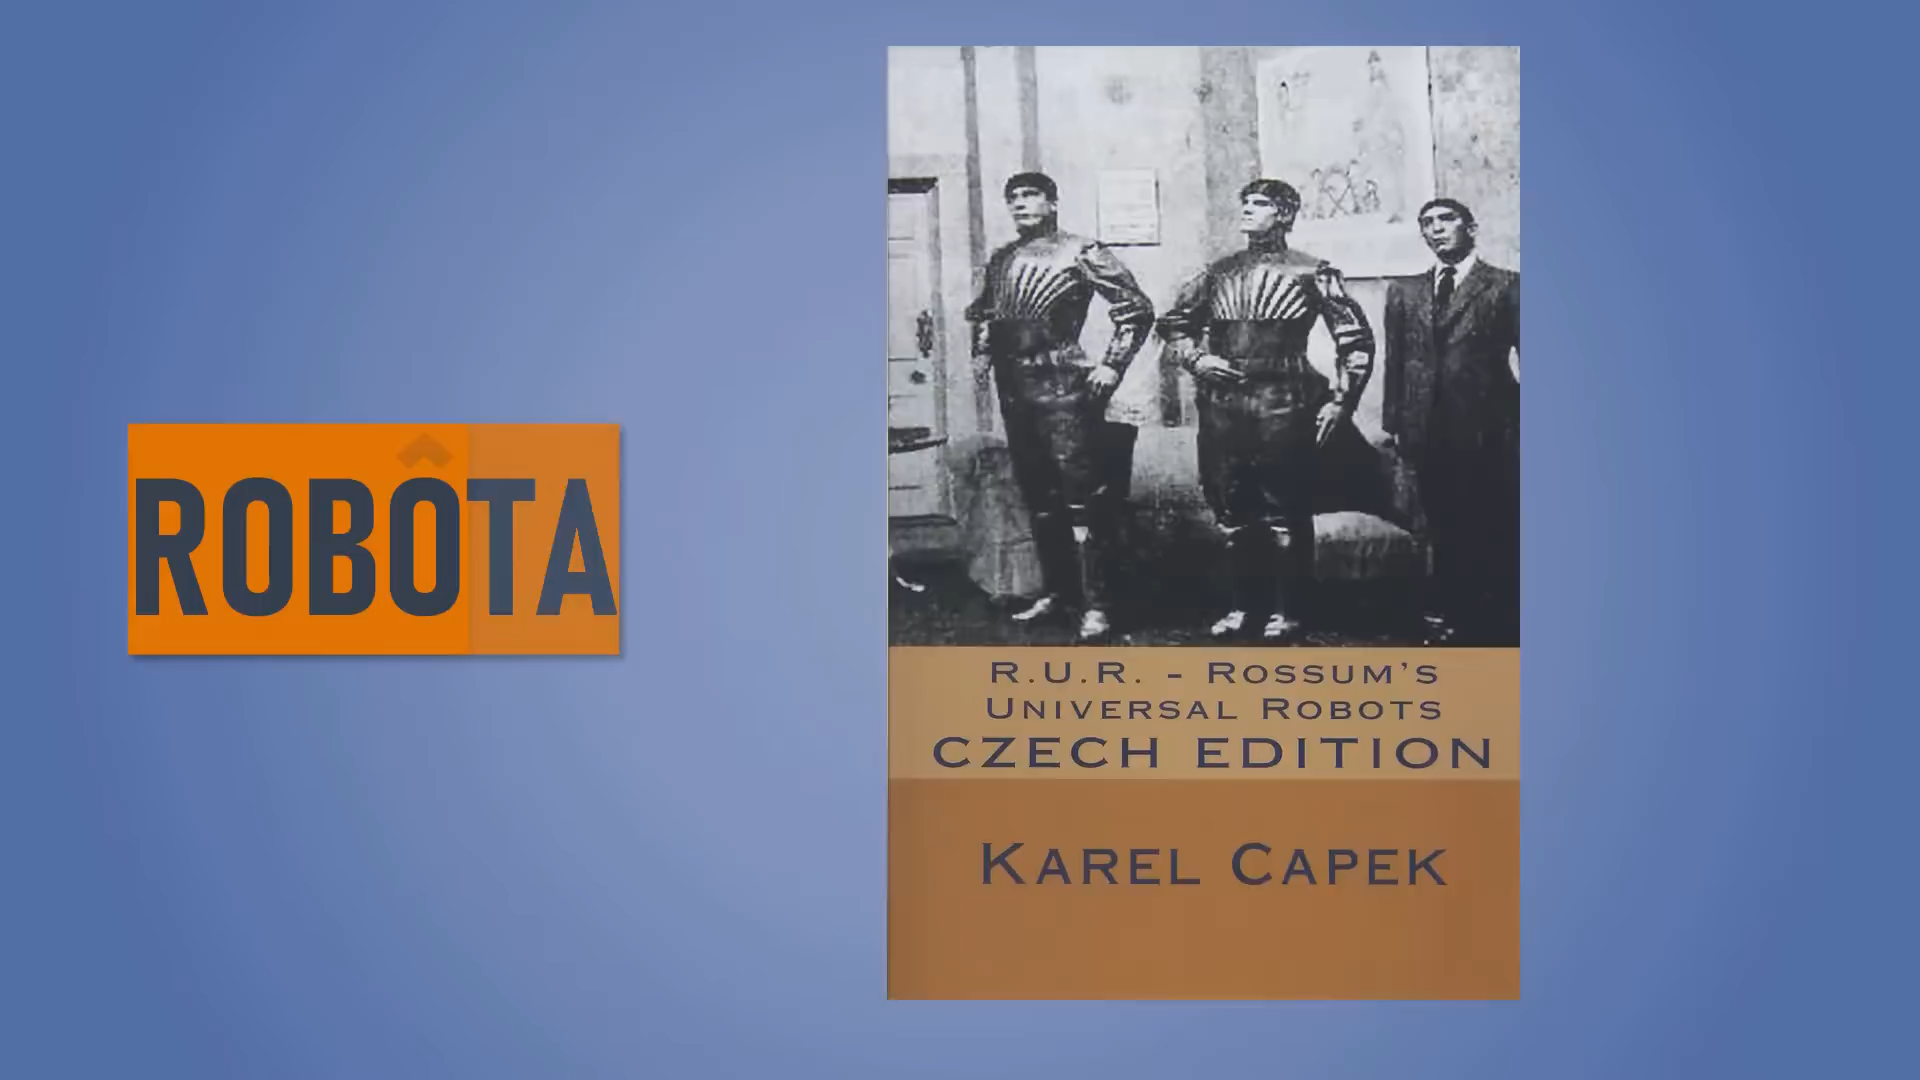 ROBÔTA
R.U.R. - ROSSUM'S
UNIVERSAL ROBOTS
CZECH EDITION
KAREL CAPEK